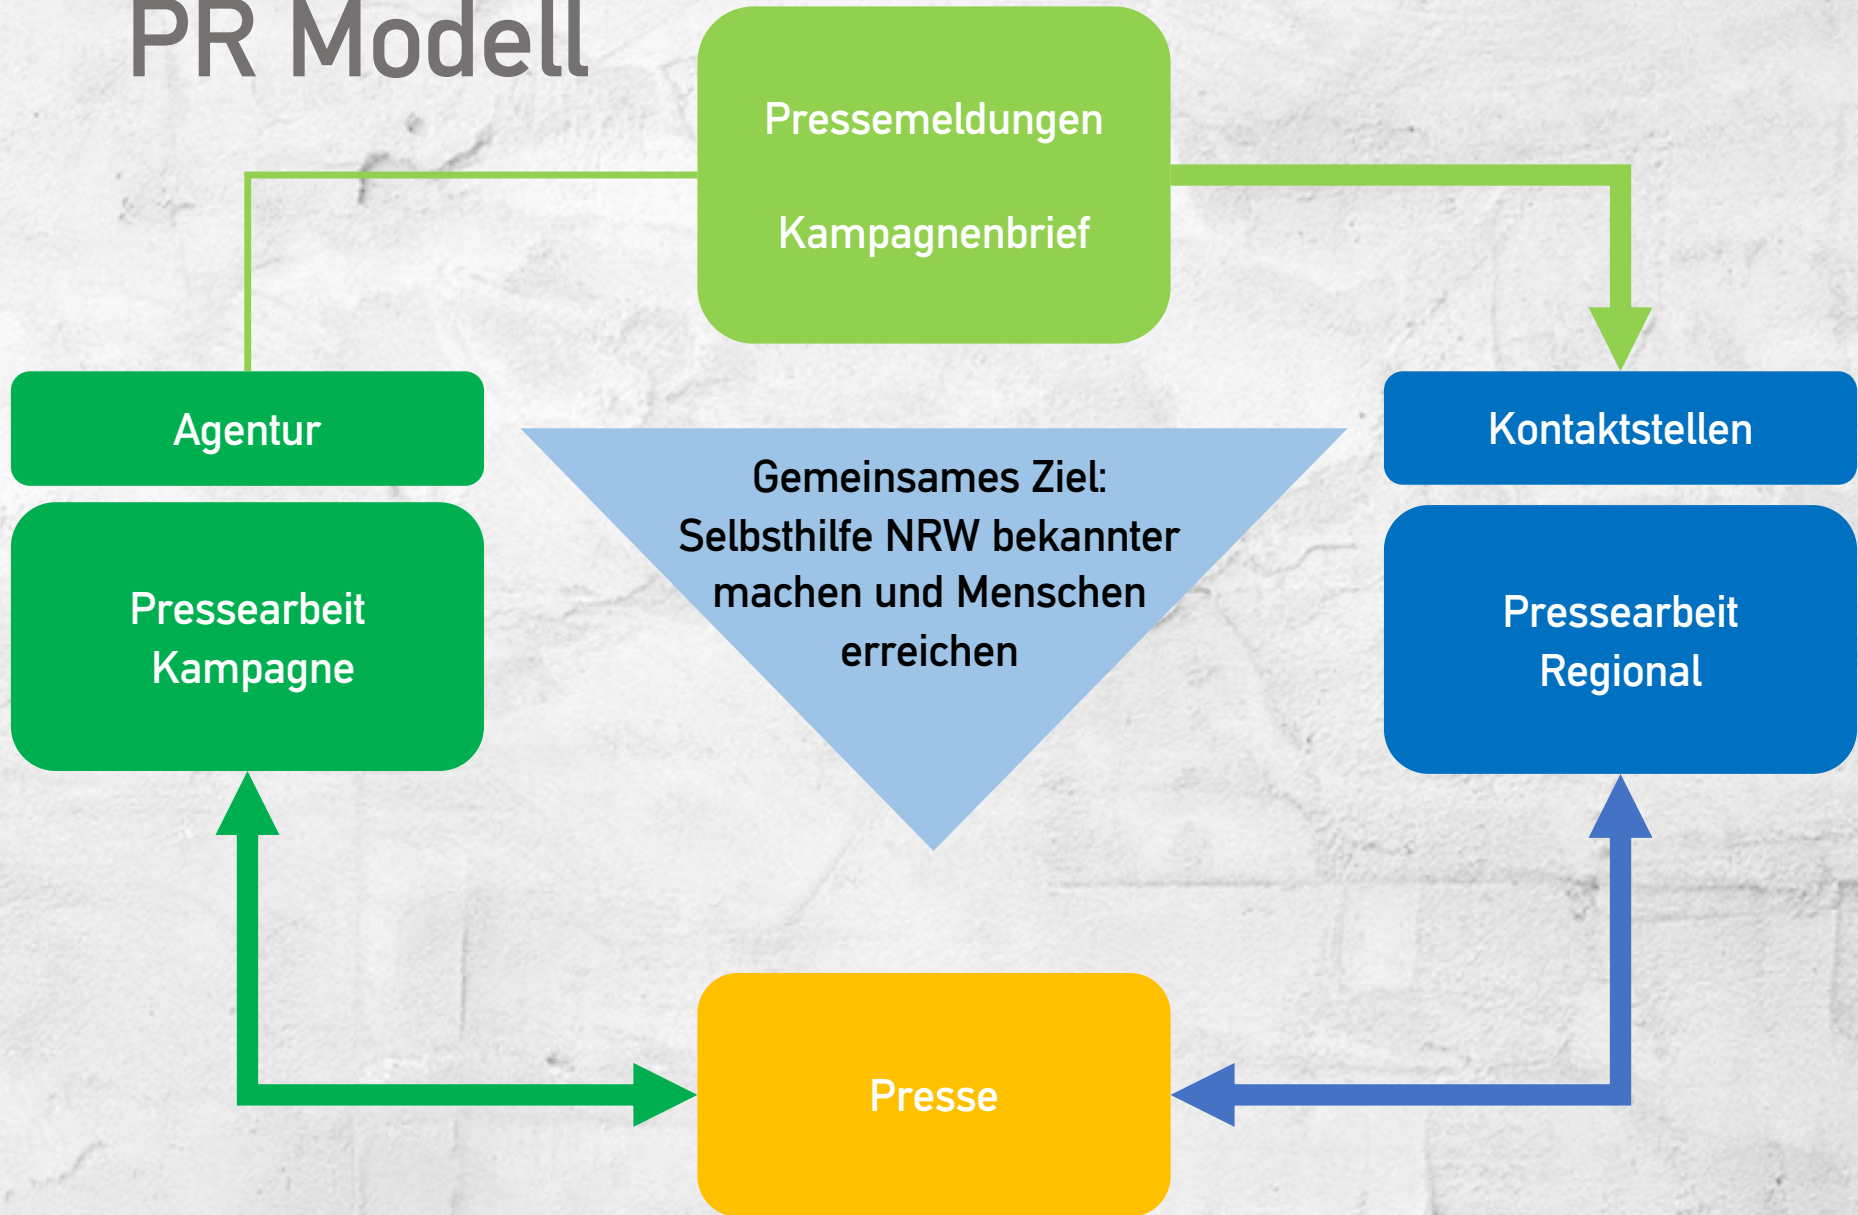 PR Modell
Pressemeldungen
Kampagnenbrief
Agentur
Kontaktstellen
Gemeinsames Ziel:
Selbsthilfe NRW bekannter
machen und Menschen
erreichen
Pressearbeit
Kampagne
Pressearbeit
Regional
Presse